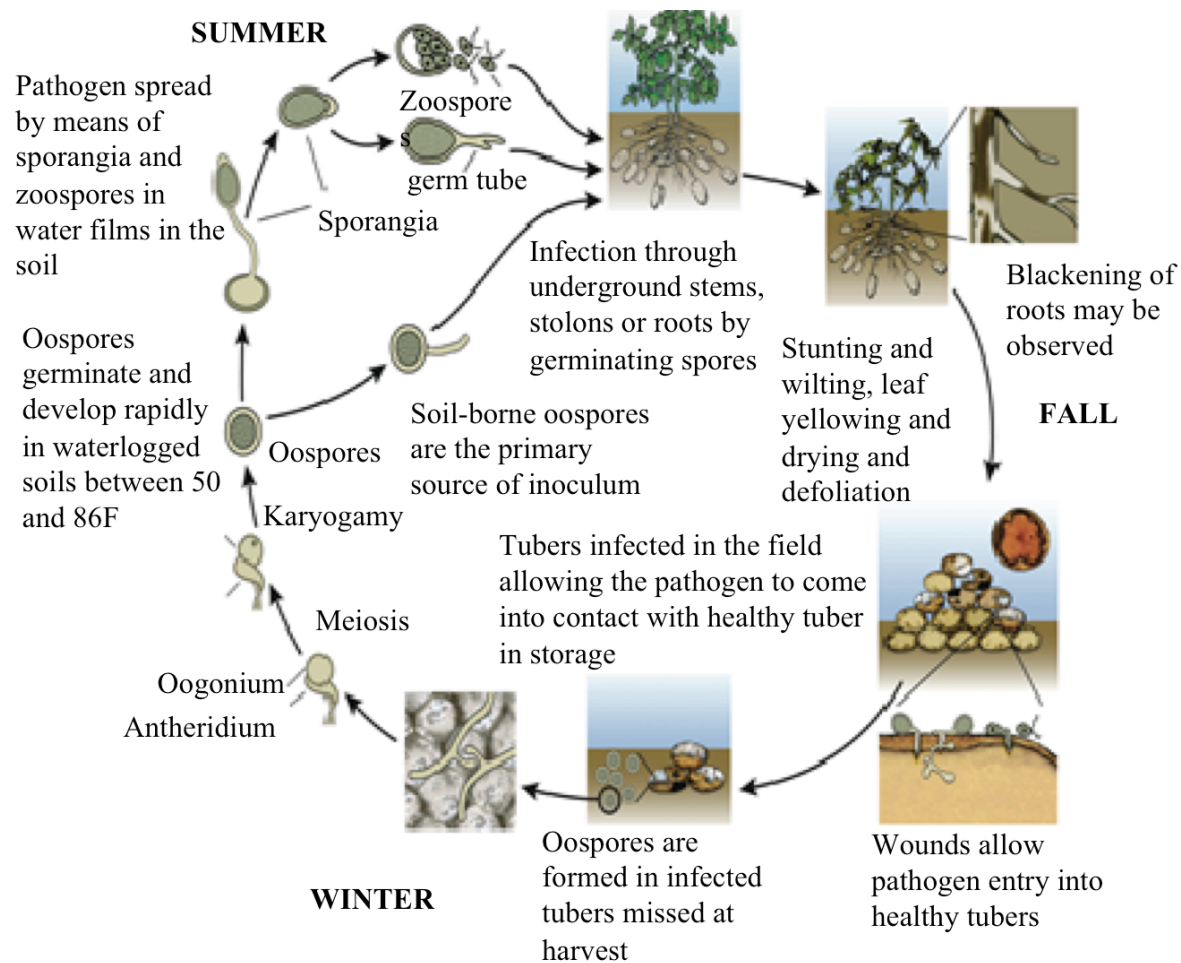 SUMMER
Pathogen spread
by means of
sporangia and
zoospores in
water films in the
soil
Zoospore
s
germ tube
Sporangia
Infection through
underground stems,
stolons or roots by
germinating spores
Blackening of
roots may be
observed
Stunting and
wilting, leaf
yellowing and
drying and
defoliation
FALL
Oospores
germinate and
develop rapidly
in waterlogged
soils between 50
and 86F
Oospores
Soil-borne oospores
are the primary
source of inoculum
Karyogamy
Tubers infected in the field
allowing the pathogen to come
into contact with healthy tuber
in storage
Meiosis
Oogonium
Antheridium
Oospores are
formed in infected
tubers missed at
harvest
Wounds allow
pathogen entry into
healthy tubers
WINTER